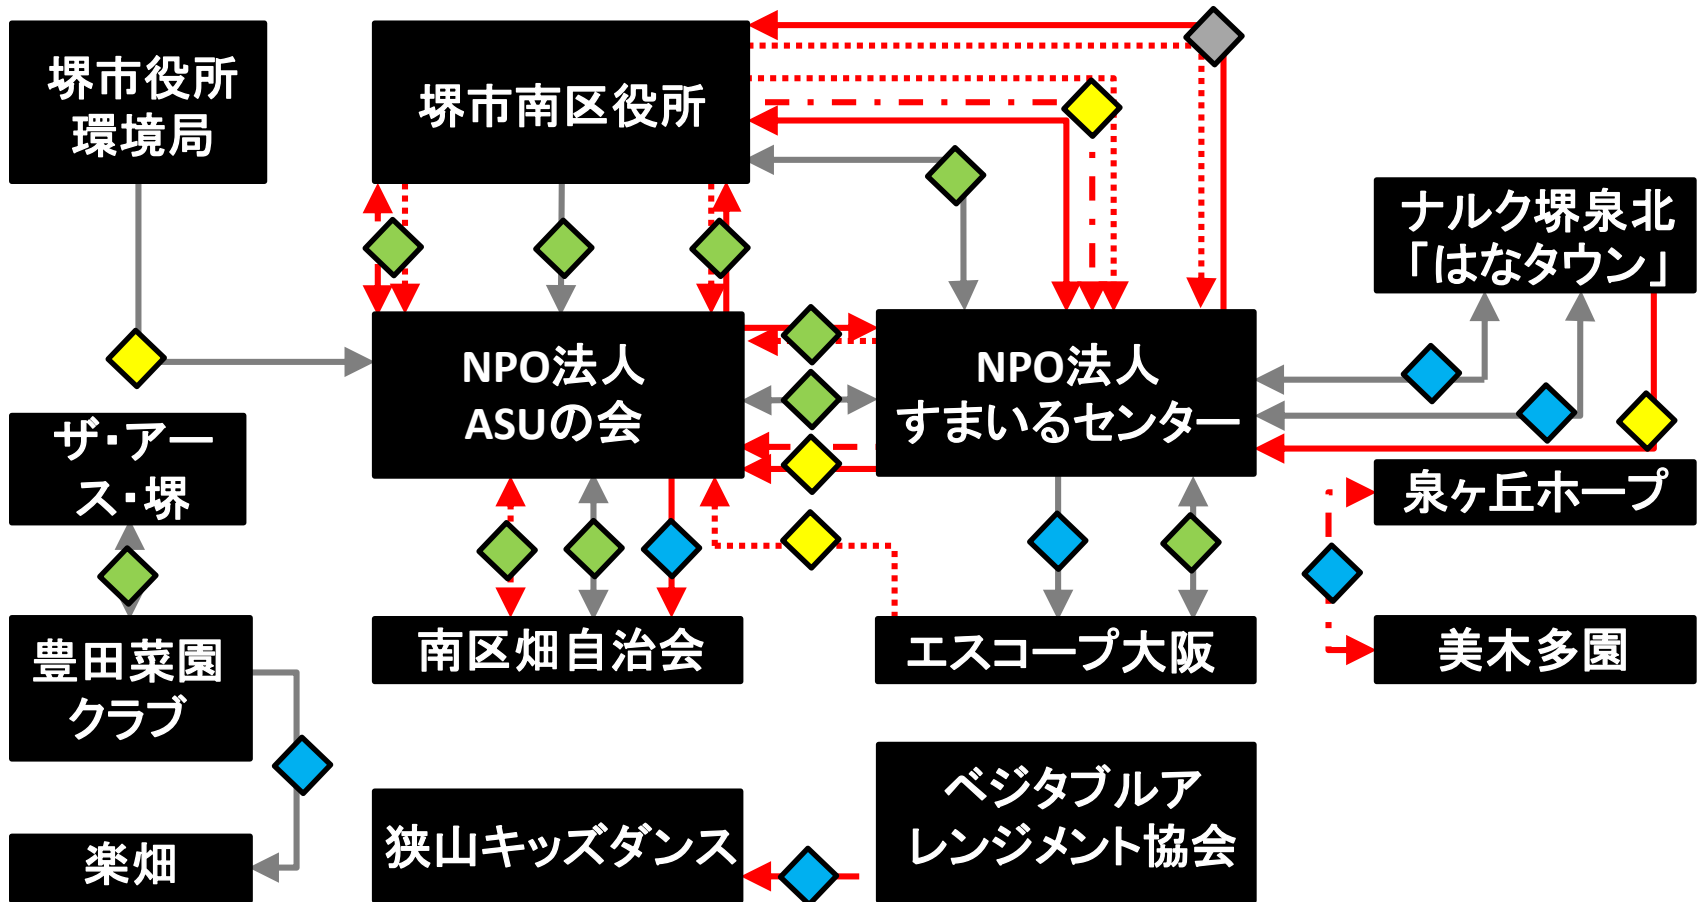 堺市役所
環境局
堺市南区役所
ナルク堺泉北
「はなタウン」
NPO法人
ASUの会
NPO法人
すまいるセンター
ザ・アー
ス・堺
泉ヶ丘ホープ
豊田菜園
クラブ
南区畑自治会
エスコープ大阪
美木多園
楽畑
狭山キッズダンス
ベジタブルア
レンジメント協会